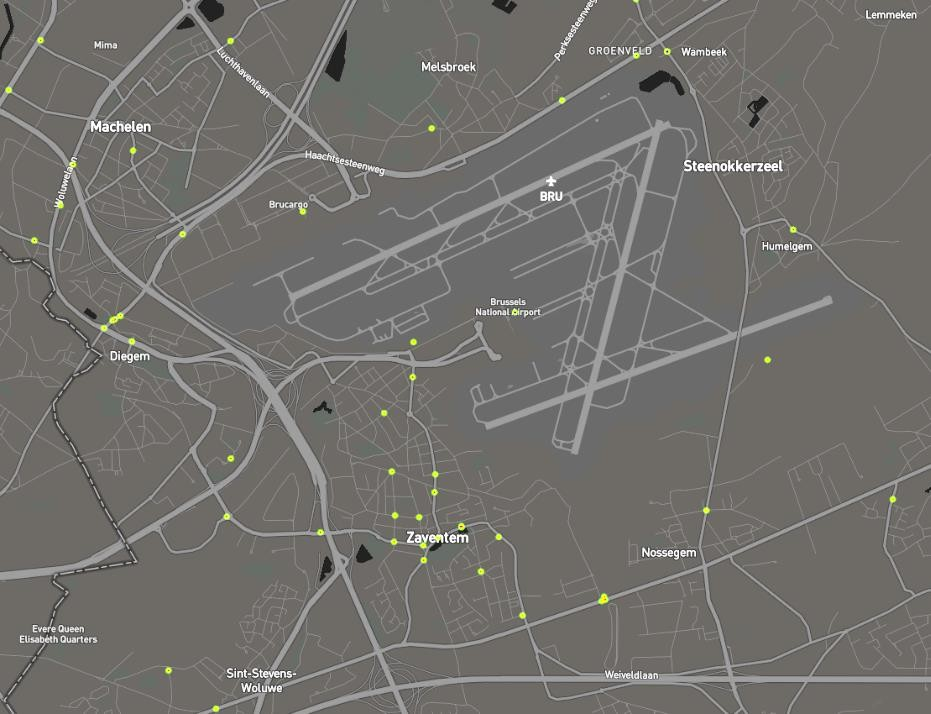 Lemmeken
Mima
Perksesteenweg
GROENVELD
Wambeek
Luchthavenlaan
Melsbroek
Machelen
Haachtsesteenweg
Steenokkerzeel
Woluwelaan
BRU
Brucargo
Humelgem
Brussels
National Airport
Diegem
Zaventem
Nossegem
Evere Queen
Elisabeth Quarters
Sint-Stevens-
Woluwe
Weiveldlaan